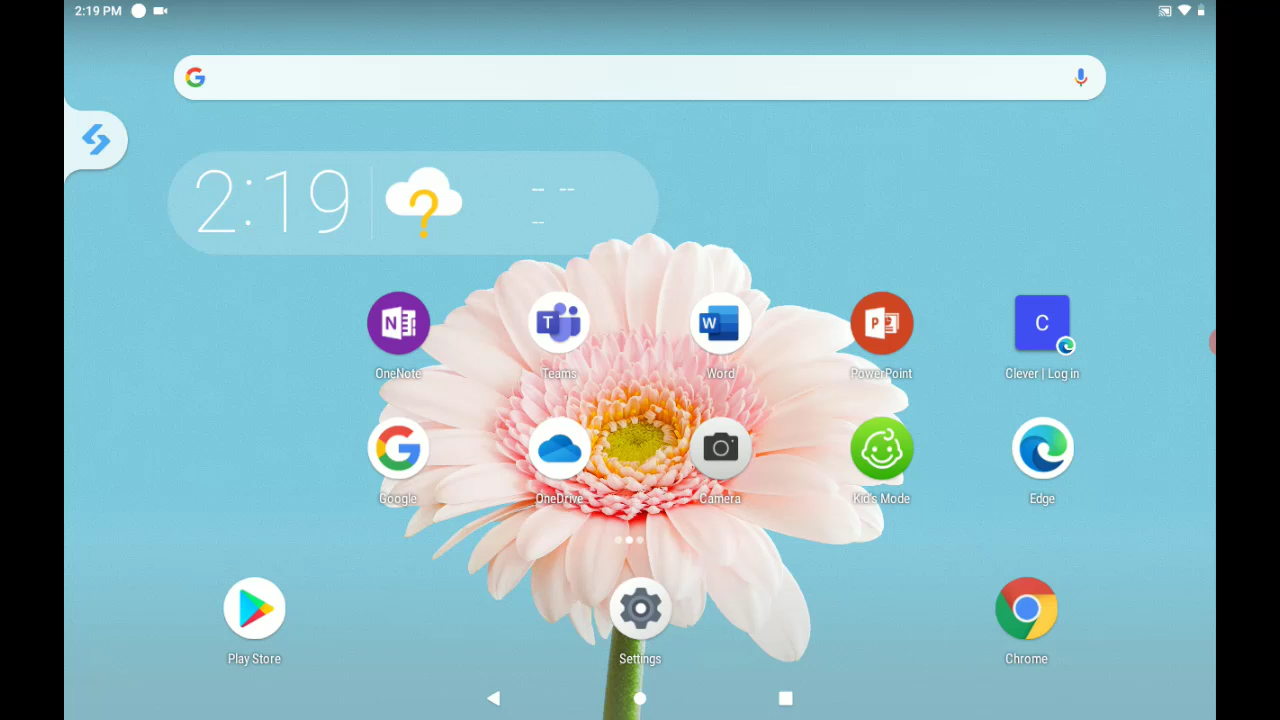 2:19 PM
2:19
-- --
--
OneNote Teams Word PowerPoint Clever | Log in
C
Google OneDrive Camera Kid's Mode Edge
Play Store Settings Chrome